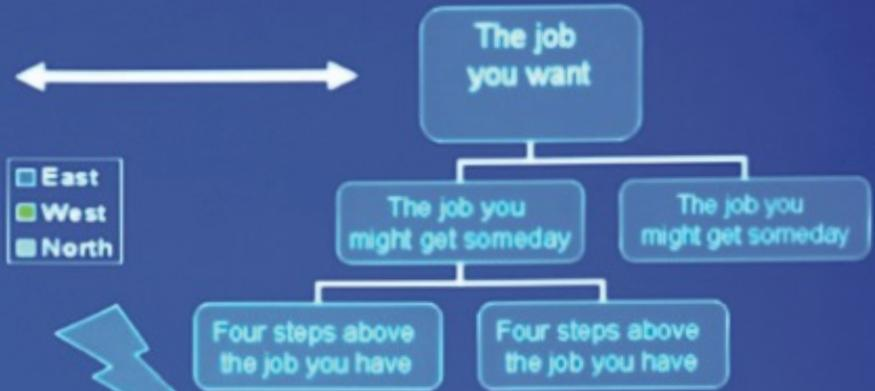 The job
you want
East
West
North
The job you
might get someday
The job you
might get someday
Four steps above
the job you have
Four steps above
the job you have